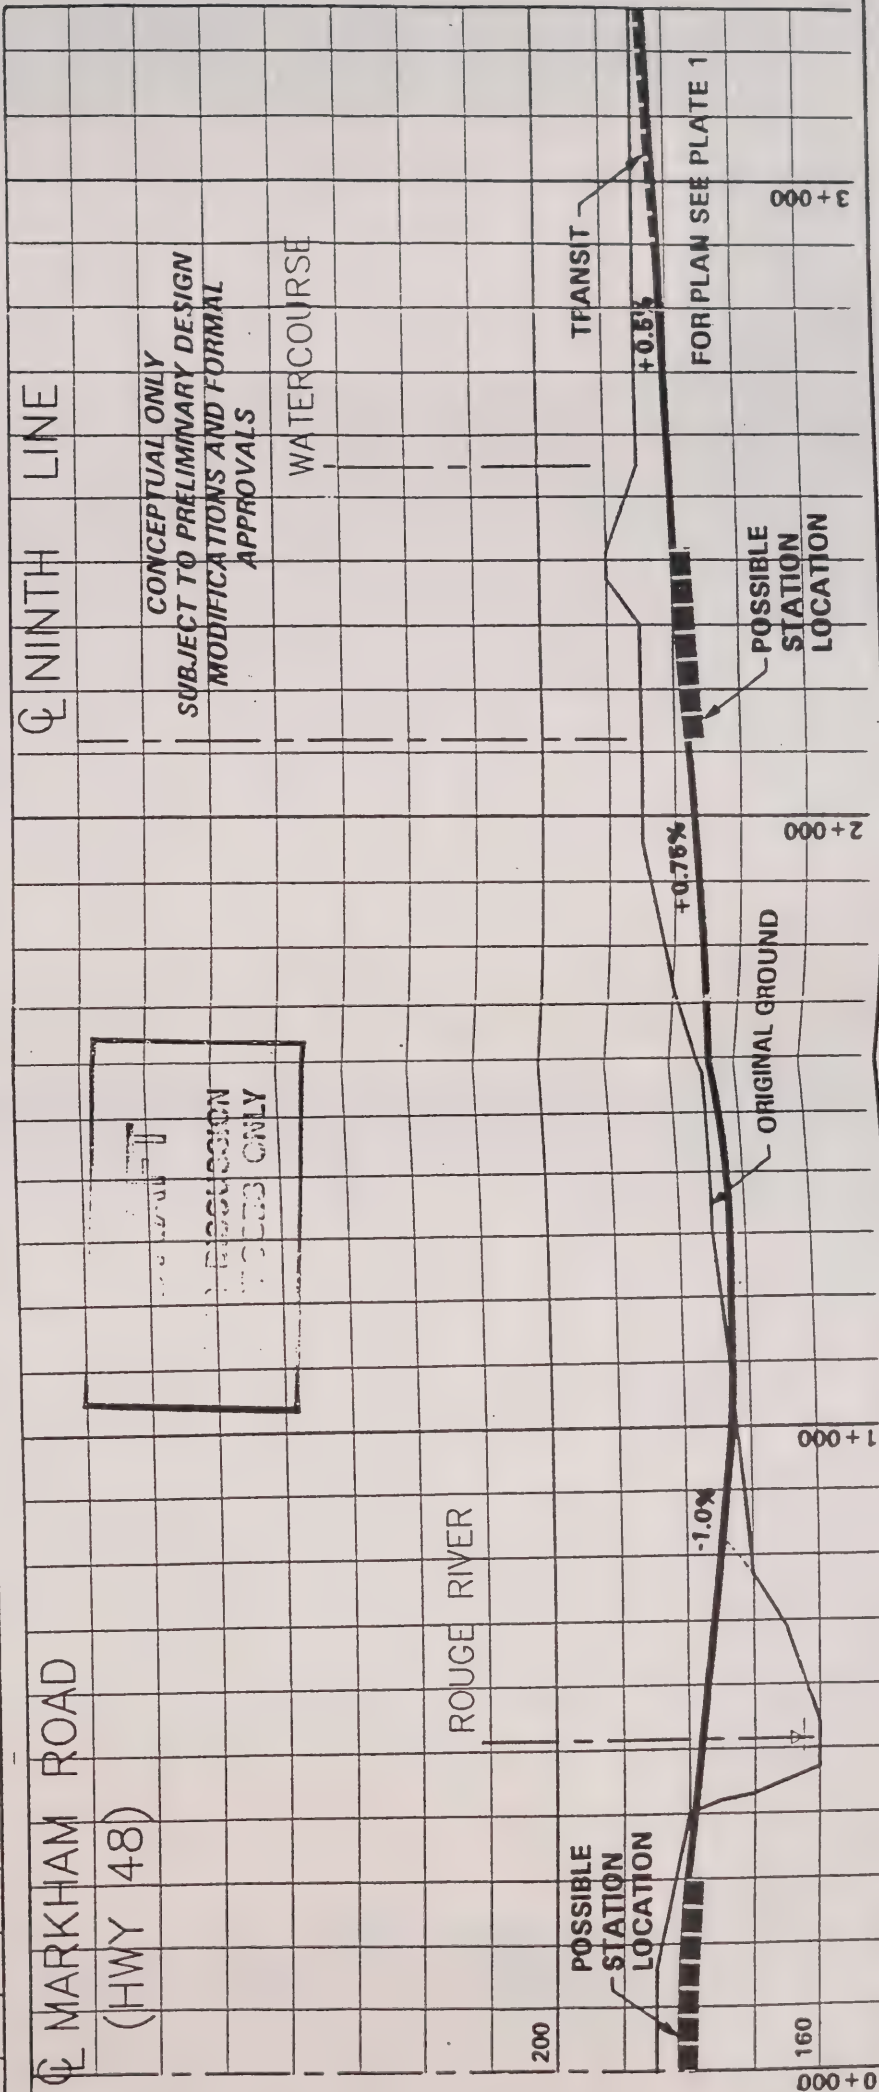 ℄ MARKHAM ROAD
(HWY 48)
℄ NINTH LINE
CONCEPTUAL ONLY
SUBJECT TO PRELIMINARY DESIGN
MODIFICATIONS AND FORMAL
APPROVALS
DISCUSSION
ONLY
ROUGE RIVER
WATERCOURSE
200
160
POSSIBLE
STATION
LOCATION
-1.0%
ORIGINAL GROUND
+0.75%
POSSIBLE
STATION
LOCATION
+0.5%
TRANSIT
FOR PLAN SEE PLATE 1
0+000
1+000
2+000
3+000